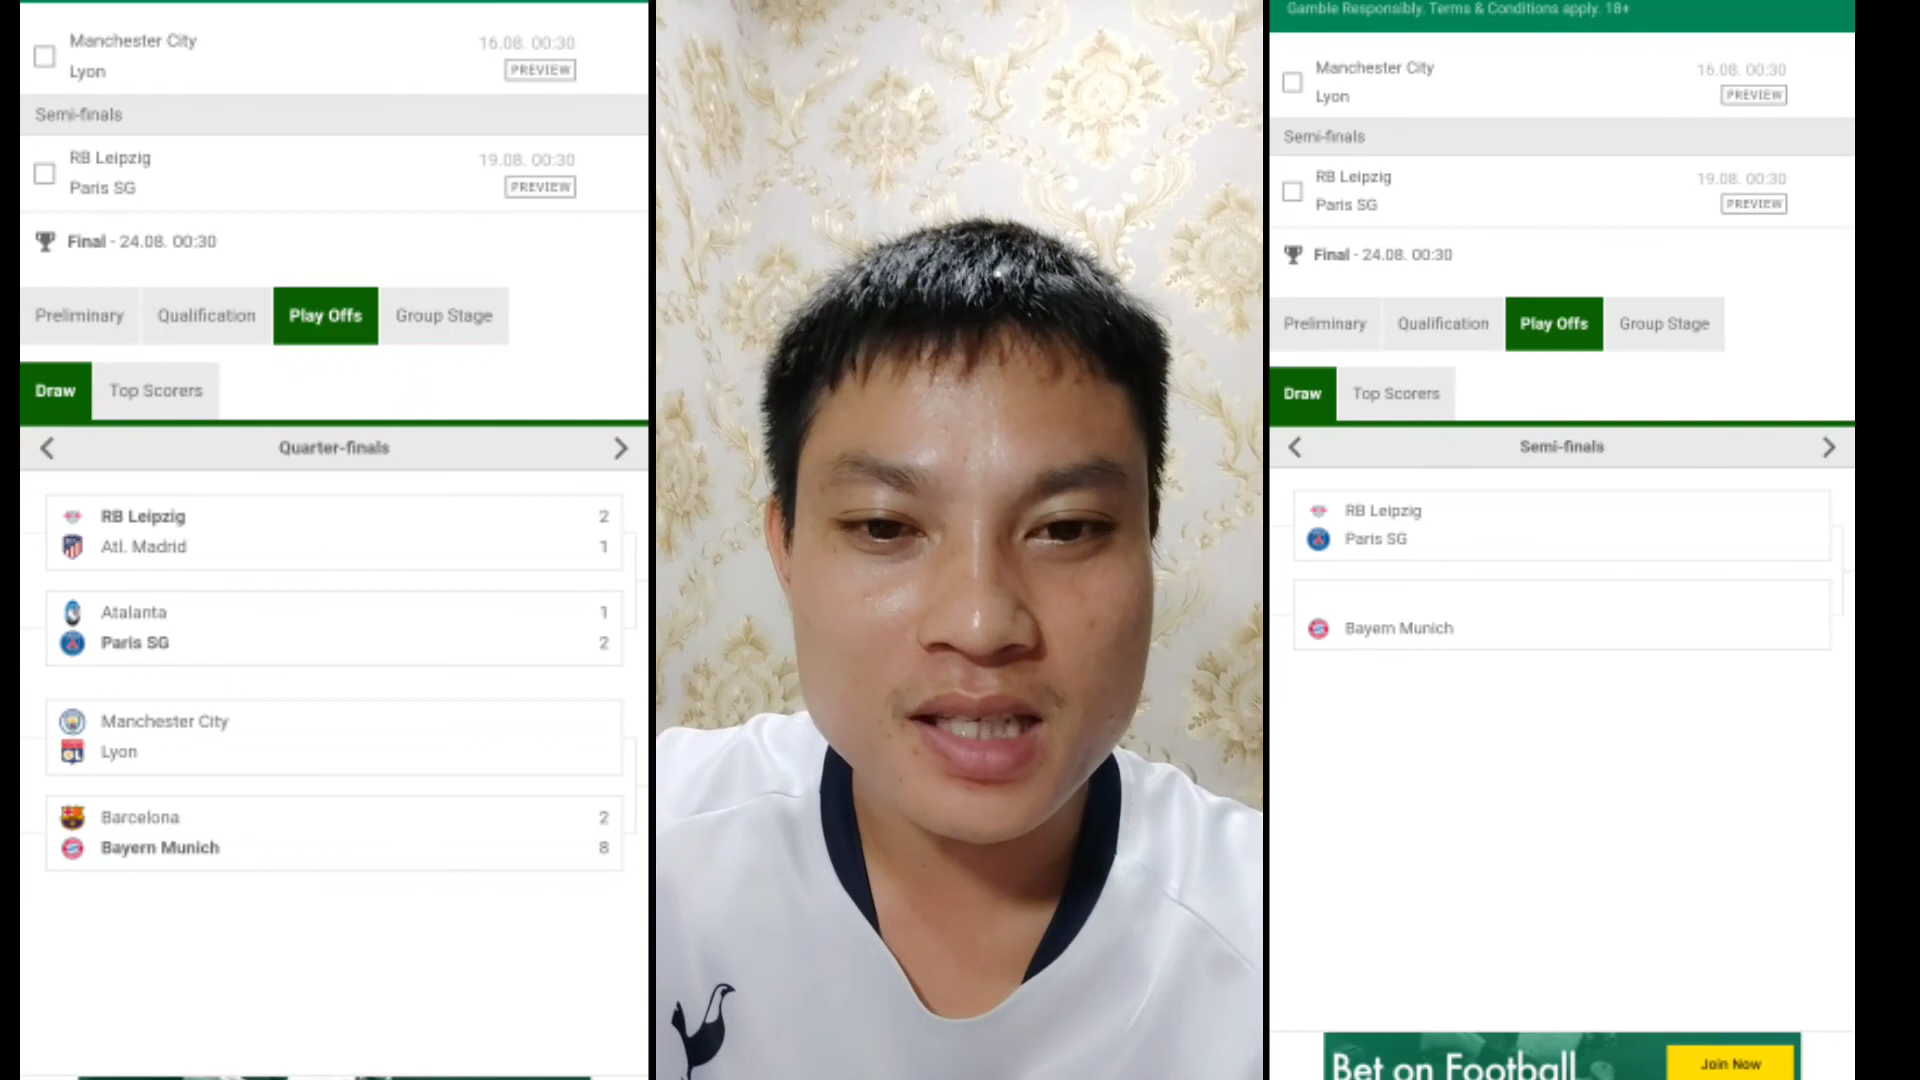 Manchester City
16.08. 00:30
Lyon
PREVIEW
Semi-finals
RB Leipzig
19.08. 00:30
Paris SG
PREVIEW
Final - 24.08. 00:30
Preliminary
Qualification
Play Offs
Group Stage
Draw
Top Scorers
Quarter-finals
RB Leipzig 2
Atl. Madrid 1
Atalanta 1
Paris SG 2
Manchester City
Lyon
Barcelona 2
Bayern Munich 8
Gamble Responsibly. Terms & Conditions apply. 18+
Manchester City
16.08. 00:30
Lyon
PREVIEW
Semi-finals
RB Leipzig
19.08. 00:30
Paris SG
PREVIEW
Final - 24.08. 00:30
Preliminary
Qualification
Play Offs
Group Stage
Draw
Top Scorers
Semi-finals
RB Leipzig
Paris SG
Bayern Munich
Bet on Football
Join Now